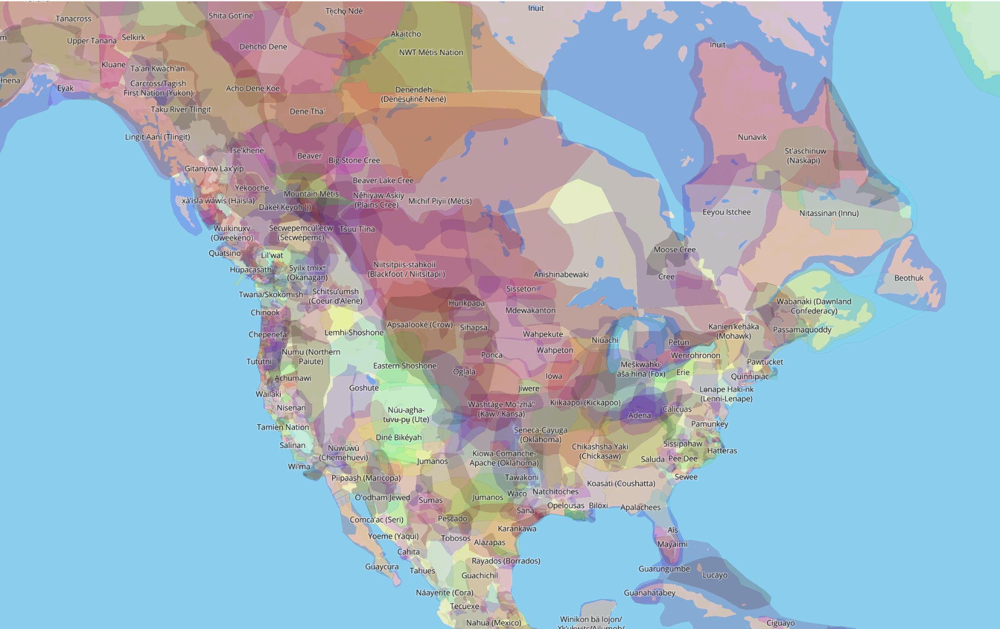 Inuit
Tłı̨chǫ Ndè
Shita Got'ine
Tanacross
Akaitcho
Upper Tanana
Selkirk
Inuit
Dehcho Dene
NWT Métis Nation
Kluane
Ta'an Kwäch'än
Carcross/Tagish
First Nation (Yukon)
Eyak
Acho Dene Koe
Denendeh
(Dënësųłinë Nëné)
Taku River Tlingit
Dene Tha'
Lingít Aaní (Tlingit)
Nunavik
Tse'khene
St'aschinuw
(Naskapi)
Beaver
Big Stone Cree
Gitanyow Lax'yip
Beaver Lake Cree
Yekooche
Mountain Métis
Nêhiyaw-Askiy
(Plains Cree)
Michif Piyii (Métis)
x̣àʼisla w̓áwís (Haisla)
Dakeł Keyoh ( )
Eeyou Istchee
Nitassinan (Innu)
Wuikinuxv
(Oweekeno)
Secwepemcúl'ecw
(Secwépemc)
Tsuu T'ina
Quatsino
Lil'wat
Moose Cree
Hupacasath
Syilx tmixʷ
(Okanagan)
Niitsítpiis-stahkoii
(Blackfoot / Niitsítapi )
Anishinabewaki
Cree
Beothuk
Twana/Skokomish
Schitsu'umsh
(Coeur d'Alene)
Sisseton
Hunkpapa
Mdewakanton
Wabanaki (Dawnland
Confederacy)
Chinook
Apsaalooké (Crow)
Sihapsa
Kanien'kehá:ka
(Mohawk)
Passamaquoddy
Chepenefa
Lemhi-Shoshone
Wahpekute
Niúachi
Petun
Numu (Northern
Paiute)
Ponca
Wahpeton
Wenrohronon
Tututni
Eastern Shoshone
Meškwahki·
aša·hina (Fox)
Pawtucket
Oglala
Erie
Achumawi
Iowa
Quinnipiac
Goshute
Jiwere
Lənape Haki-nk
(Lenni-Lenape)
Wailaki
Nisenan
Washtáge Moⁿzháⁿ
(Kaw / Kansa)
Kiikaapoi (Kickapoo)
Calicuas
Núu-agha-
tʉvʉ-pʉ̱ (Ute)
Adena
Tamien Nation
Pamunkey
Diné Bikéyah
Seneca-Cayuga
(Oklahoma)
Salinan
Nüwüwü
(Chemehuevi)
Chikashsha Yaki
(Chickasaw)
Sissipahaw
Hatteras
Jumanos
Kiowa-Comanche-
Apache (Oklahoma)
Saluda
Pee Dee
Wi'ma
Piipaash (Maricopa)
Tawakoni
Sewee
Koasati (Coushatta)
O'odham Jeweḍ
Sumas
Jumanos
Waco
Natchitoches
Opelousas
Biloxi
Apalachees
Sana
Comca'ac (Seri)
Pescado
Karankawa
Ais
Yoeme (Yaqui)
Tobosos
Alazapas
Mayaimi
Cahita
Rayados (Borrados)
Guaycura
Tahues
Guachichil
Guarungumbe
Lucayo
Náayerite (Cora)
Guanahatabey
Tecuexe
Nahua (Mexico)
Winikon bä lojon/
Ciguayo